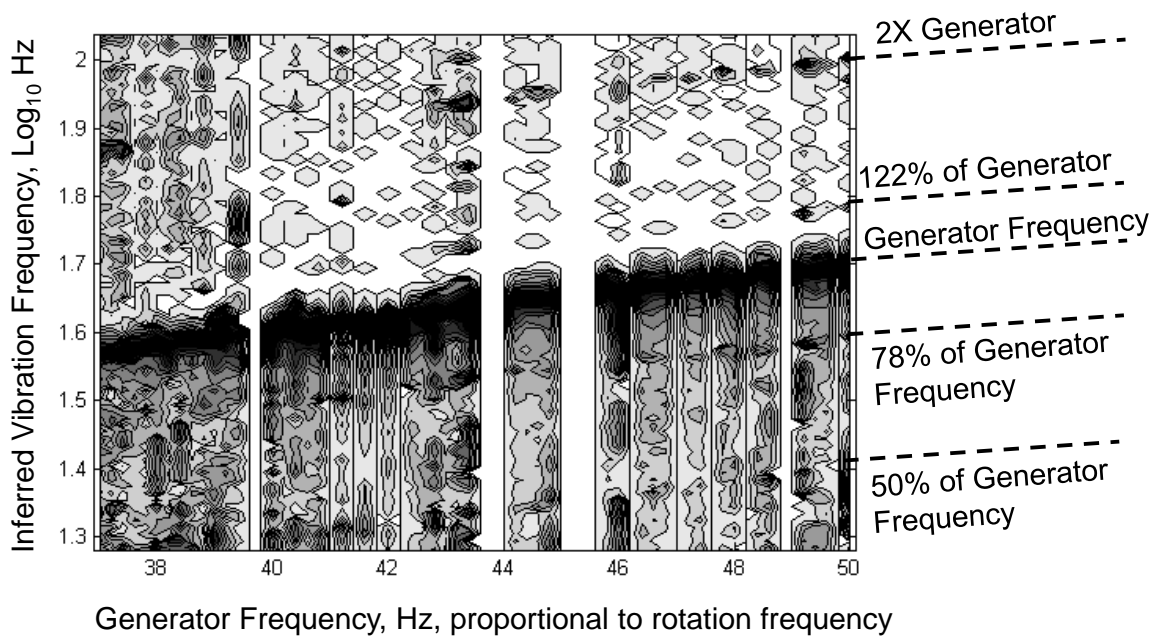 2X Generator
122% of Generator
Generator Frequency
78% of Generator
Frequency
50% of Generator
Frequency
Inferred Vibration Frequency, Log10 Hz
2
1.9
1.8
1.7
1.6
1.5
1.4
1.3
38 40 42 44 46 48 50
Generator Frequency, Hz, proportional to rotation frequency